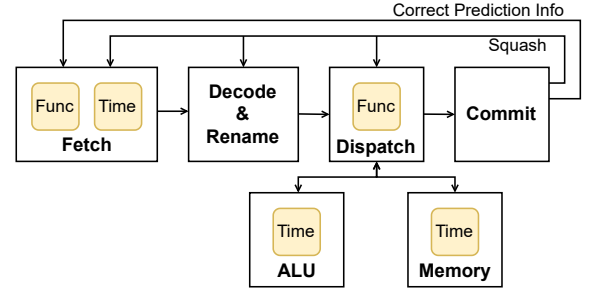 Correct Prediction Info
Squash
Func
Time
Fetch
Decode
&
Rename
Func
Dispatch
Commit
Time
ALU
Time
Memory